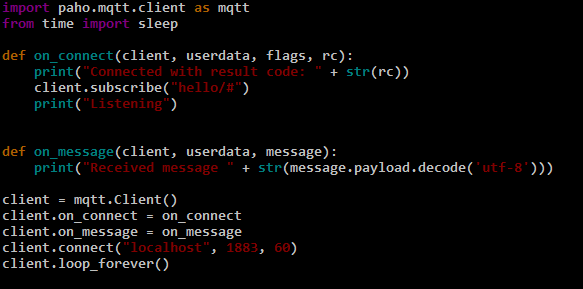 import paho.mqtt.client as mqtt
from time import sleep
def on_connect(client, userdata, flags, rc):
    print("Connected with result code: " + str(rc))
    client.subscribe("hello/#")
    print("Listening")
def on_message(client, userdata, message):
    print("Received message " + str(message.payload.decode('utf-8')))
client = mqtt.Client()
client.on_connect = on_connect
client.on_message = on_message
client.connect("localhost", 1883, 60)
client.loop_forever()